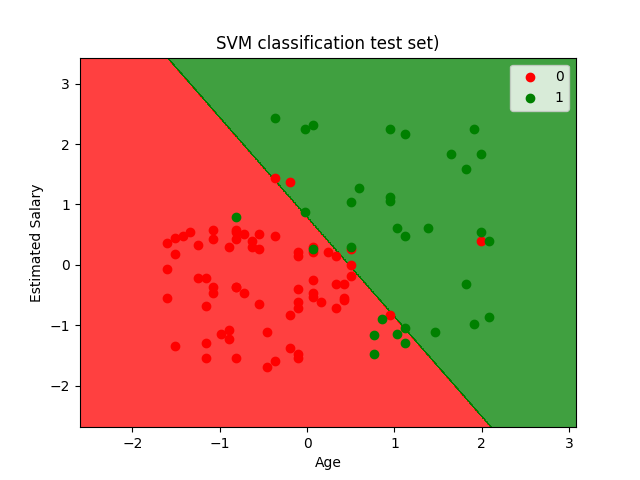 SVM classification test set)
0
1
3
2
1
0
−1
−2
Estimated Salary
−2 −1 0 1 2 3
Age